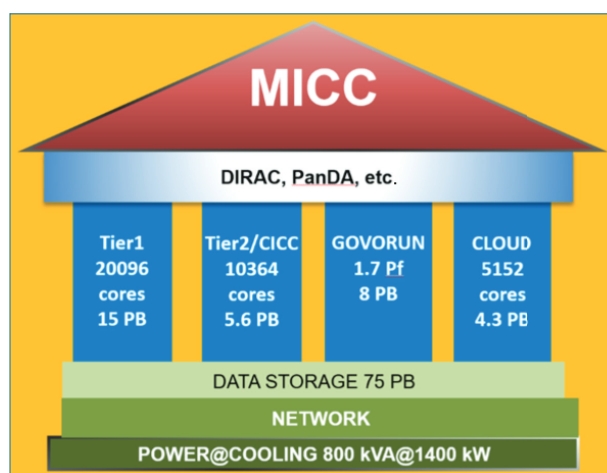 MICC
DIRAC, PanDA, etc.
Tier1
20096
cores
15 PB
Tier2/CICC
10364
cores
5.6 PB
GOVORUN
1.7 Pf
8 PB
CLOUD
5152
cores
4.3 PB
DATA STORAGE 75 PB
NETWORK
POWER@COOLING 800 kVA@1400 kW